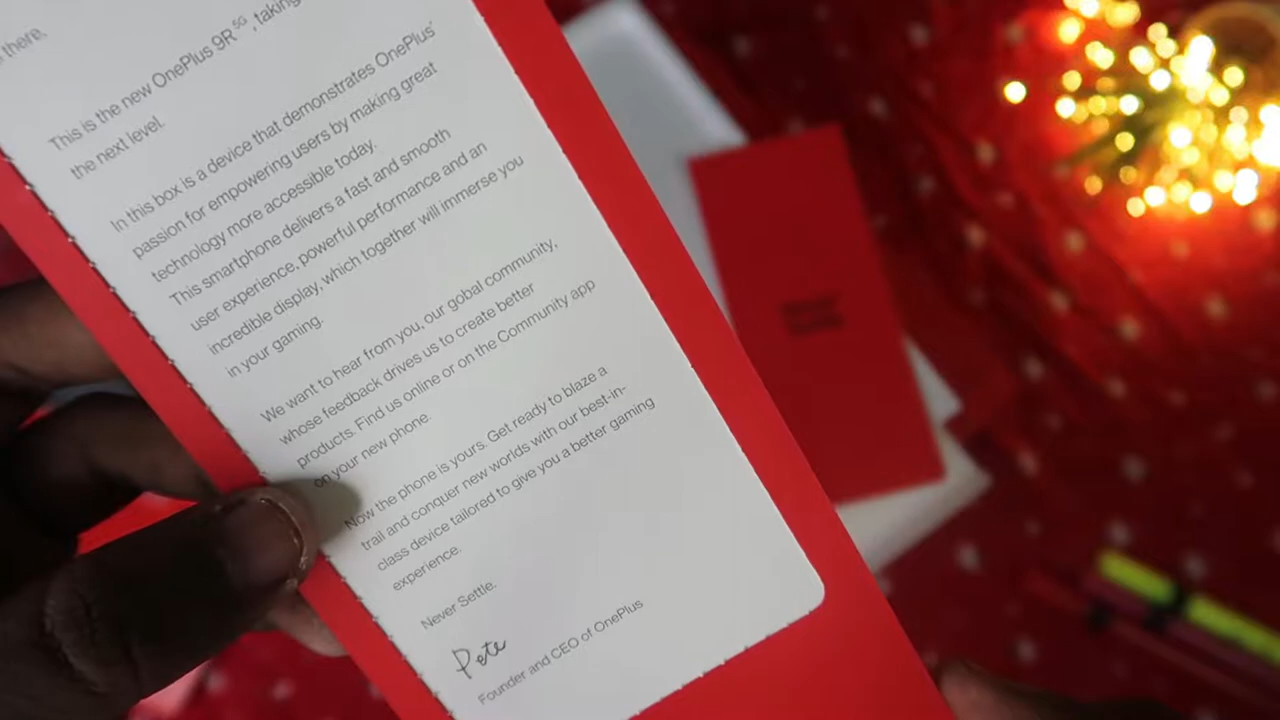 there,
This is the new OnePlus 9R 5G, taking
the next level.
In this box is a device that demonstrates OnePlus'
passion for empowering users by making great
technology more accessible today.
This smartphone delivers a fast and smooth
user experience, powerful performance and an
incredible display, which together will immerse you
in your gaming.
We want to hear from you, our gobal community,
whose feedback drives us to create better
products. Find us online or on the Community app
on your new phone.
Now the phone is yours. Get ready to blaze a
trail and conquer new worlds with our best-in-
class device tailored to give you a better gaming
experience.
Never Settle.
Pete
Founder and CEO of OnePlus